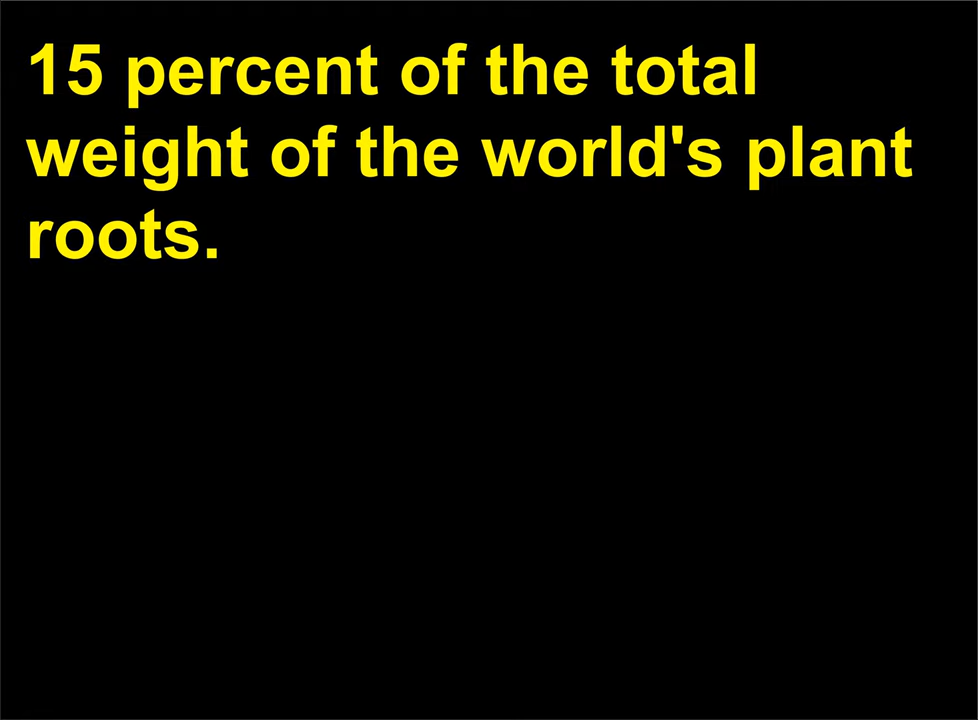 15 percent of the total
weight of the world's plant
roots.